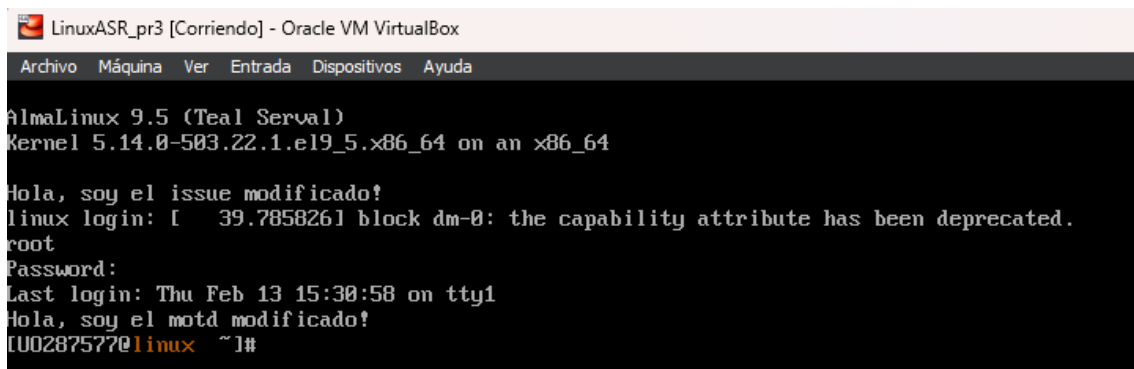 LinuxASR_pr3 [Corriendo] - Oracle VM VirtualBox
Archivo Máquina Ver Entrada Dispositivos Ayuda
AlmaLinux 9.5 (Teal Serval)
Kernel 5.14.0-503.22.1.el9_5.x86_64 on an x86_64
Hola, soy el issue modificado!
linux login: [   39.785826] block dm-0: the capability attribute has been deprecated.
root
Password:
Last login: Thu Feb 13 15:30:58 on tty1
Hola, soy el motd modificado!
[UO287577@linux  ~]#